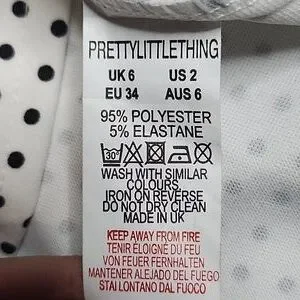 PRETTYLITTLETHING
UK 6 US 2
EU 34 AUS 6
95% POLYESTER
5% ELASTANE
30°
WASH WITH SIMILAR
COLOURS.
IRON ON REVERSE
DO NOT DRY CLEAN
MADE IN UK
KEEP AWAY FROM FIRE
TENIR ÉLOIGNÉ DU FEU
VON FEUER FERNHALTEN
MANTENER ALEJADO DEL FUEGO
STAI LONTANO DAL FUOCO